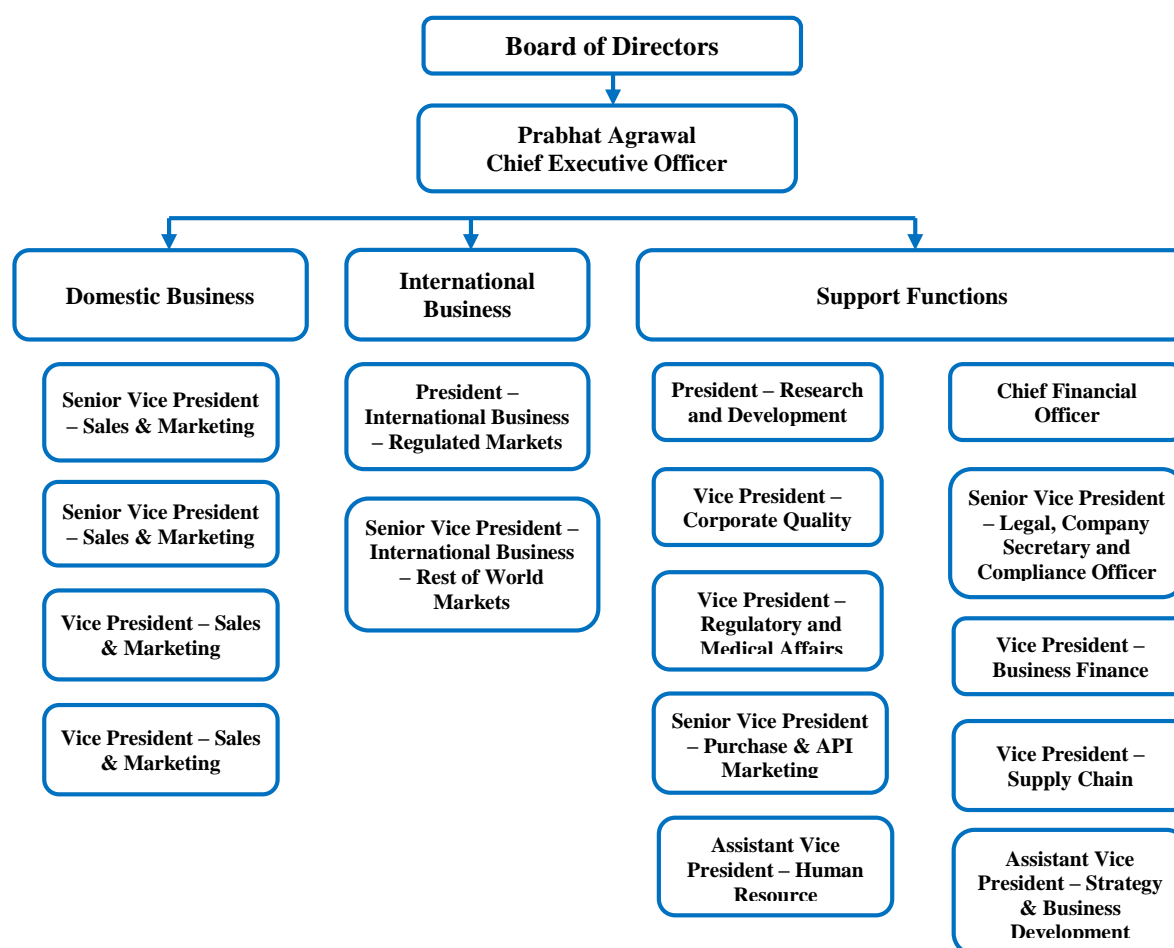 Board of Directors
Prabhat Agrawal
Chief Executive Officer
Domestic Business
International
Business
Support Functions
Senior Vice President
– Sales & Marketing
Senior Vice President
– Sales & Marketing
Vice President – Sales
& Marketing
Vice President – Sales
& Marketing
President –
International Business
– Regulated Markets
Senior Vice President –
International Business
– Rest of World
Markets
President – Research
and Development
Vice President –
Corporate Quality
Vice President –
Regulatory and
Medical Affairs
Senior Vice President
– Purchase & API
Marketing
Assistant Vice
President – Human
Resource
Chief Financial
Officer
Senior Vice President
– Legal, Company
Secretary and
Compliance Officer
Vice President –
Business Finance
Vice President –
Supply Chain
Assistant Vice
President – Strategy
& Business
Development